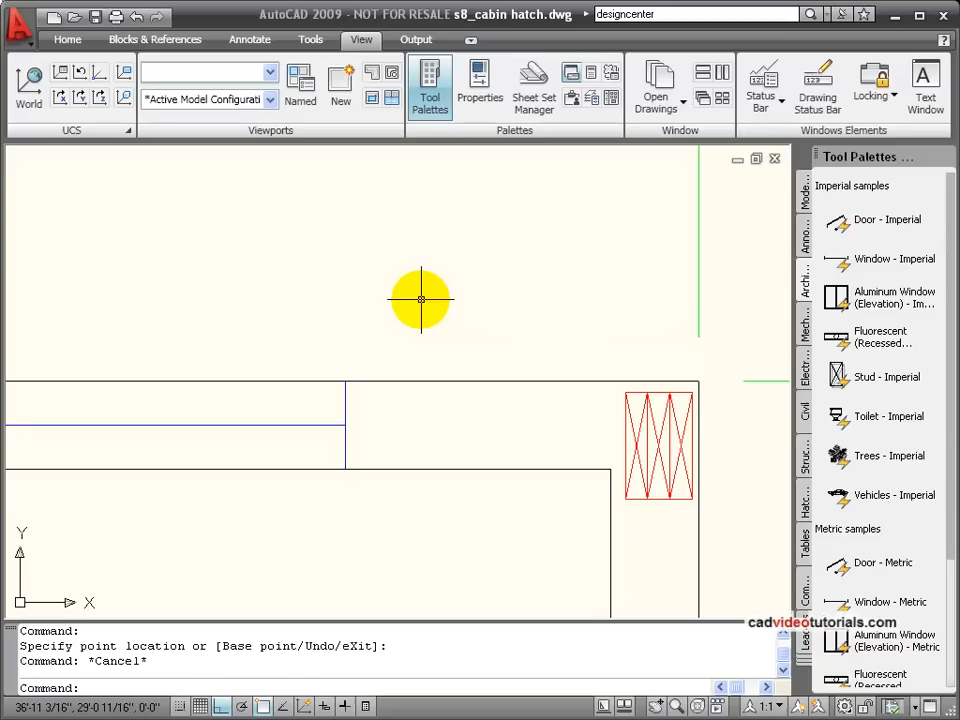 AutoCAD 2009 - NOT FOR RESALE s8_cabin hatch.dwg
designcenter
Home
Blocks & References
Annotate
Tools
View
Output
World
*Active Model Configurati
Named
New
Tool
Palettes
Properties
Sheet Set
Manager
Open
Drawings
Status
Bar
Drawing
Status Bar
Locking
Text
Window
UCS
Viewports
Palettes
Window
Windows Elements
Tool Palettes ...
Mode...
Anno...
Archi...
Mech...
Electr...
Civil
Struc...
Hatc...
Tables
Com...
Imperial samples
Door - Imperial
Window - Imperial
Aluminum Window
(Elevation) - Im...
Fluorescent
(Recessed...
Stud - Imperial
Toilet - Imperial
Trees - Imperial
Vehicles - Imperial
Metric samples
Door - Metric
Window - Metric
Aluminum Window
(Elevation) - Metric
Fluorescent
(Recessed
Y
X
cadvideotutorials.com
Command:
Specify point location or [Base point/Undo/eXit]:
Command: *Cancel*
Command:
36'-11 3/16", 29'-0 11/16", 0'-0"
1:1